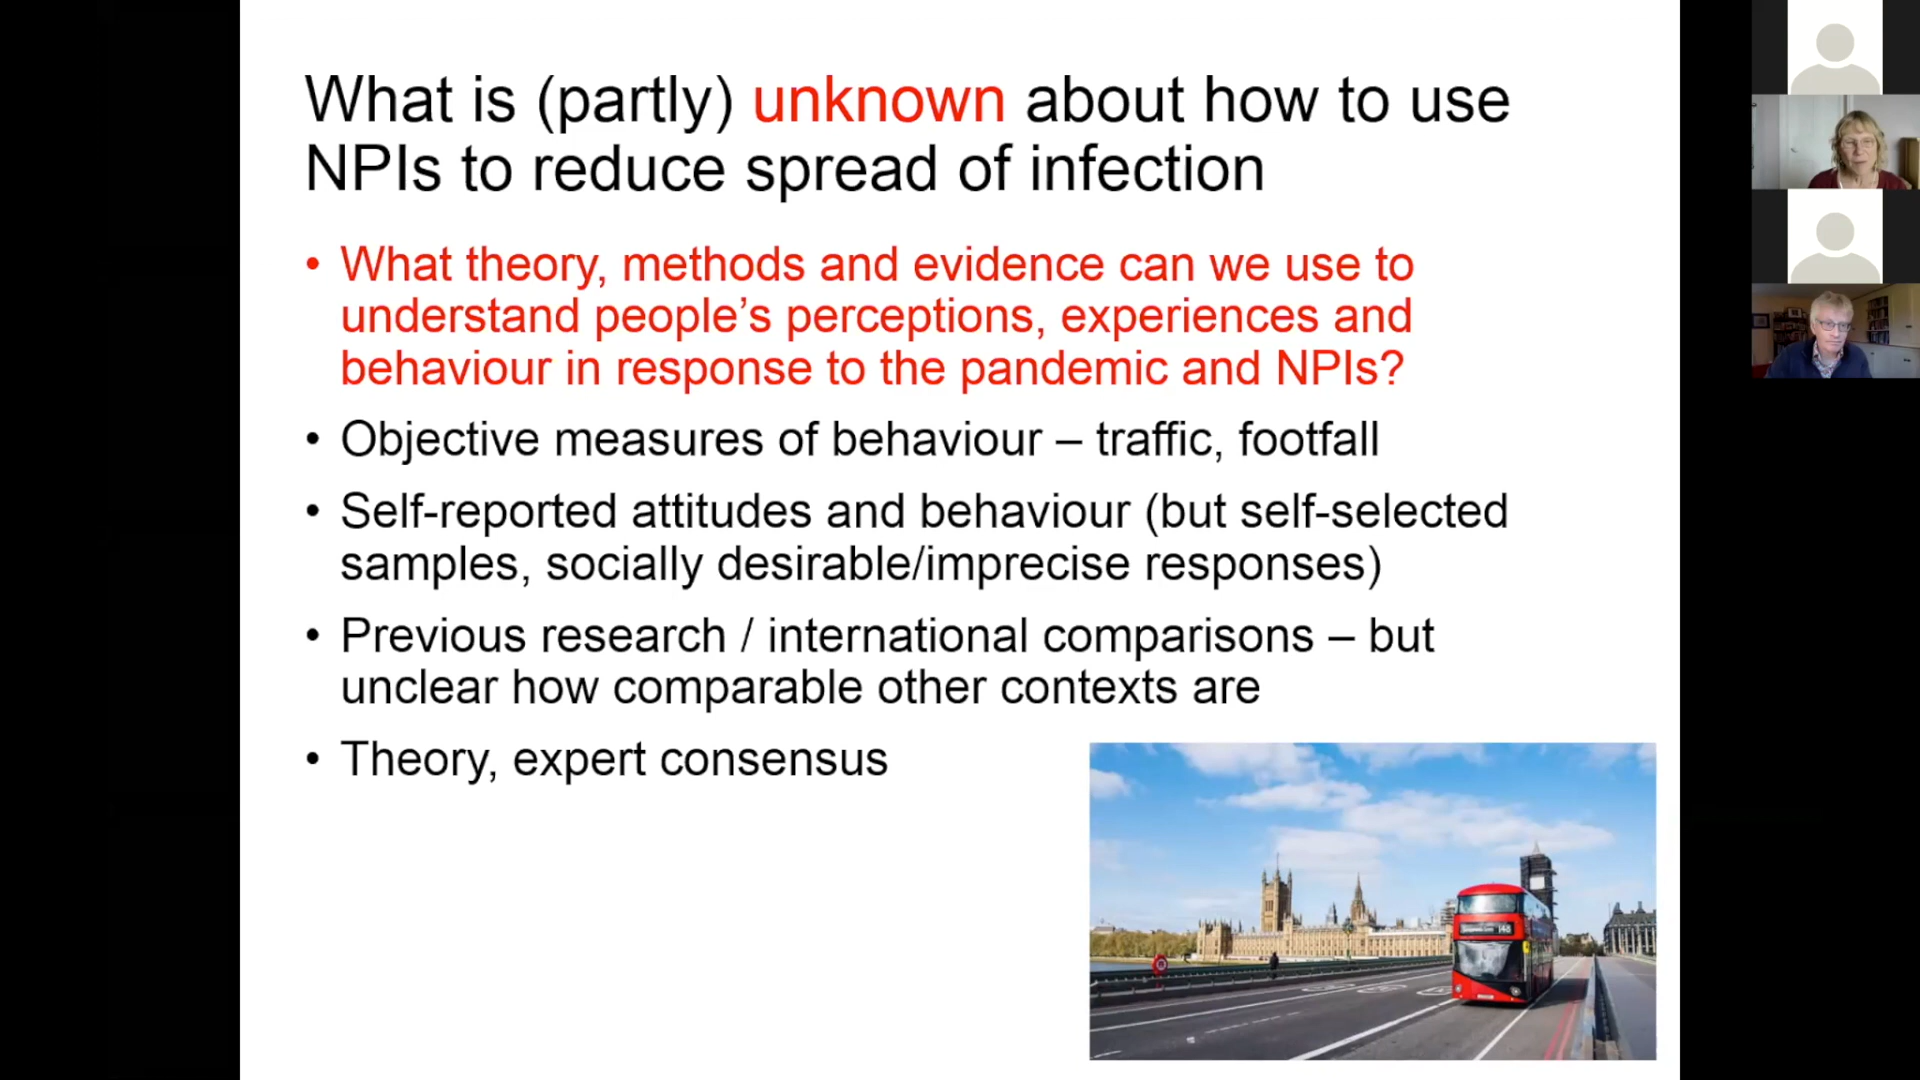 What is (partly) unknown about how to use
NPIs to reduce spread of infection
• What theory, methods and evidence can we use to
understand people’s perceptions, experiences and
behaviour in response to the pandemic and NPIs?
• Objective measures of behaviour – traffic, footfall
• Self-reported attitudes and behaviour (but self-selected
samples, socially desirable/imprecise responses)
• Previous research / international comparisons – but
unclear how comparable other contexts are
• Theory, expert consensus
148